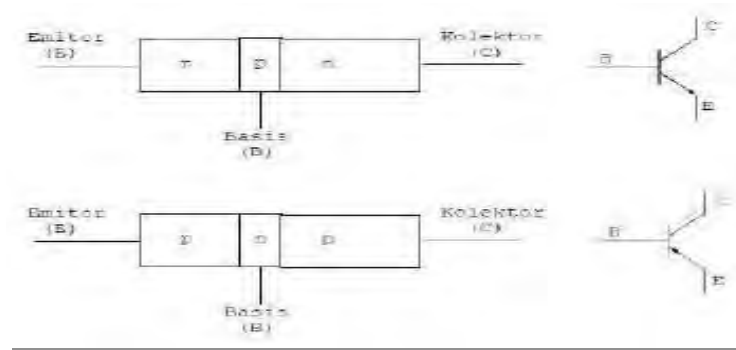 Emitor
(E)
n
p
n
Kolektor
(C)
Basis
(B)
B
C
E
Emitor
(E)
p
n
p
Kolektor
(C)
Basis
(B)
B
C
E